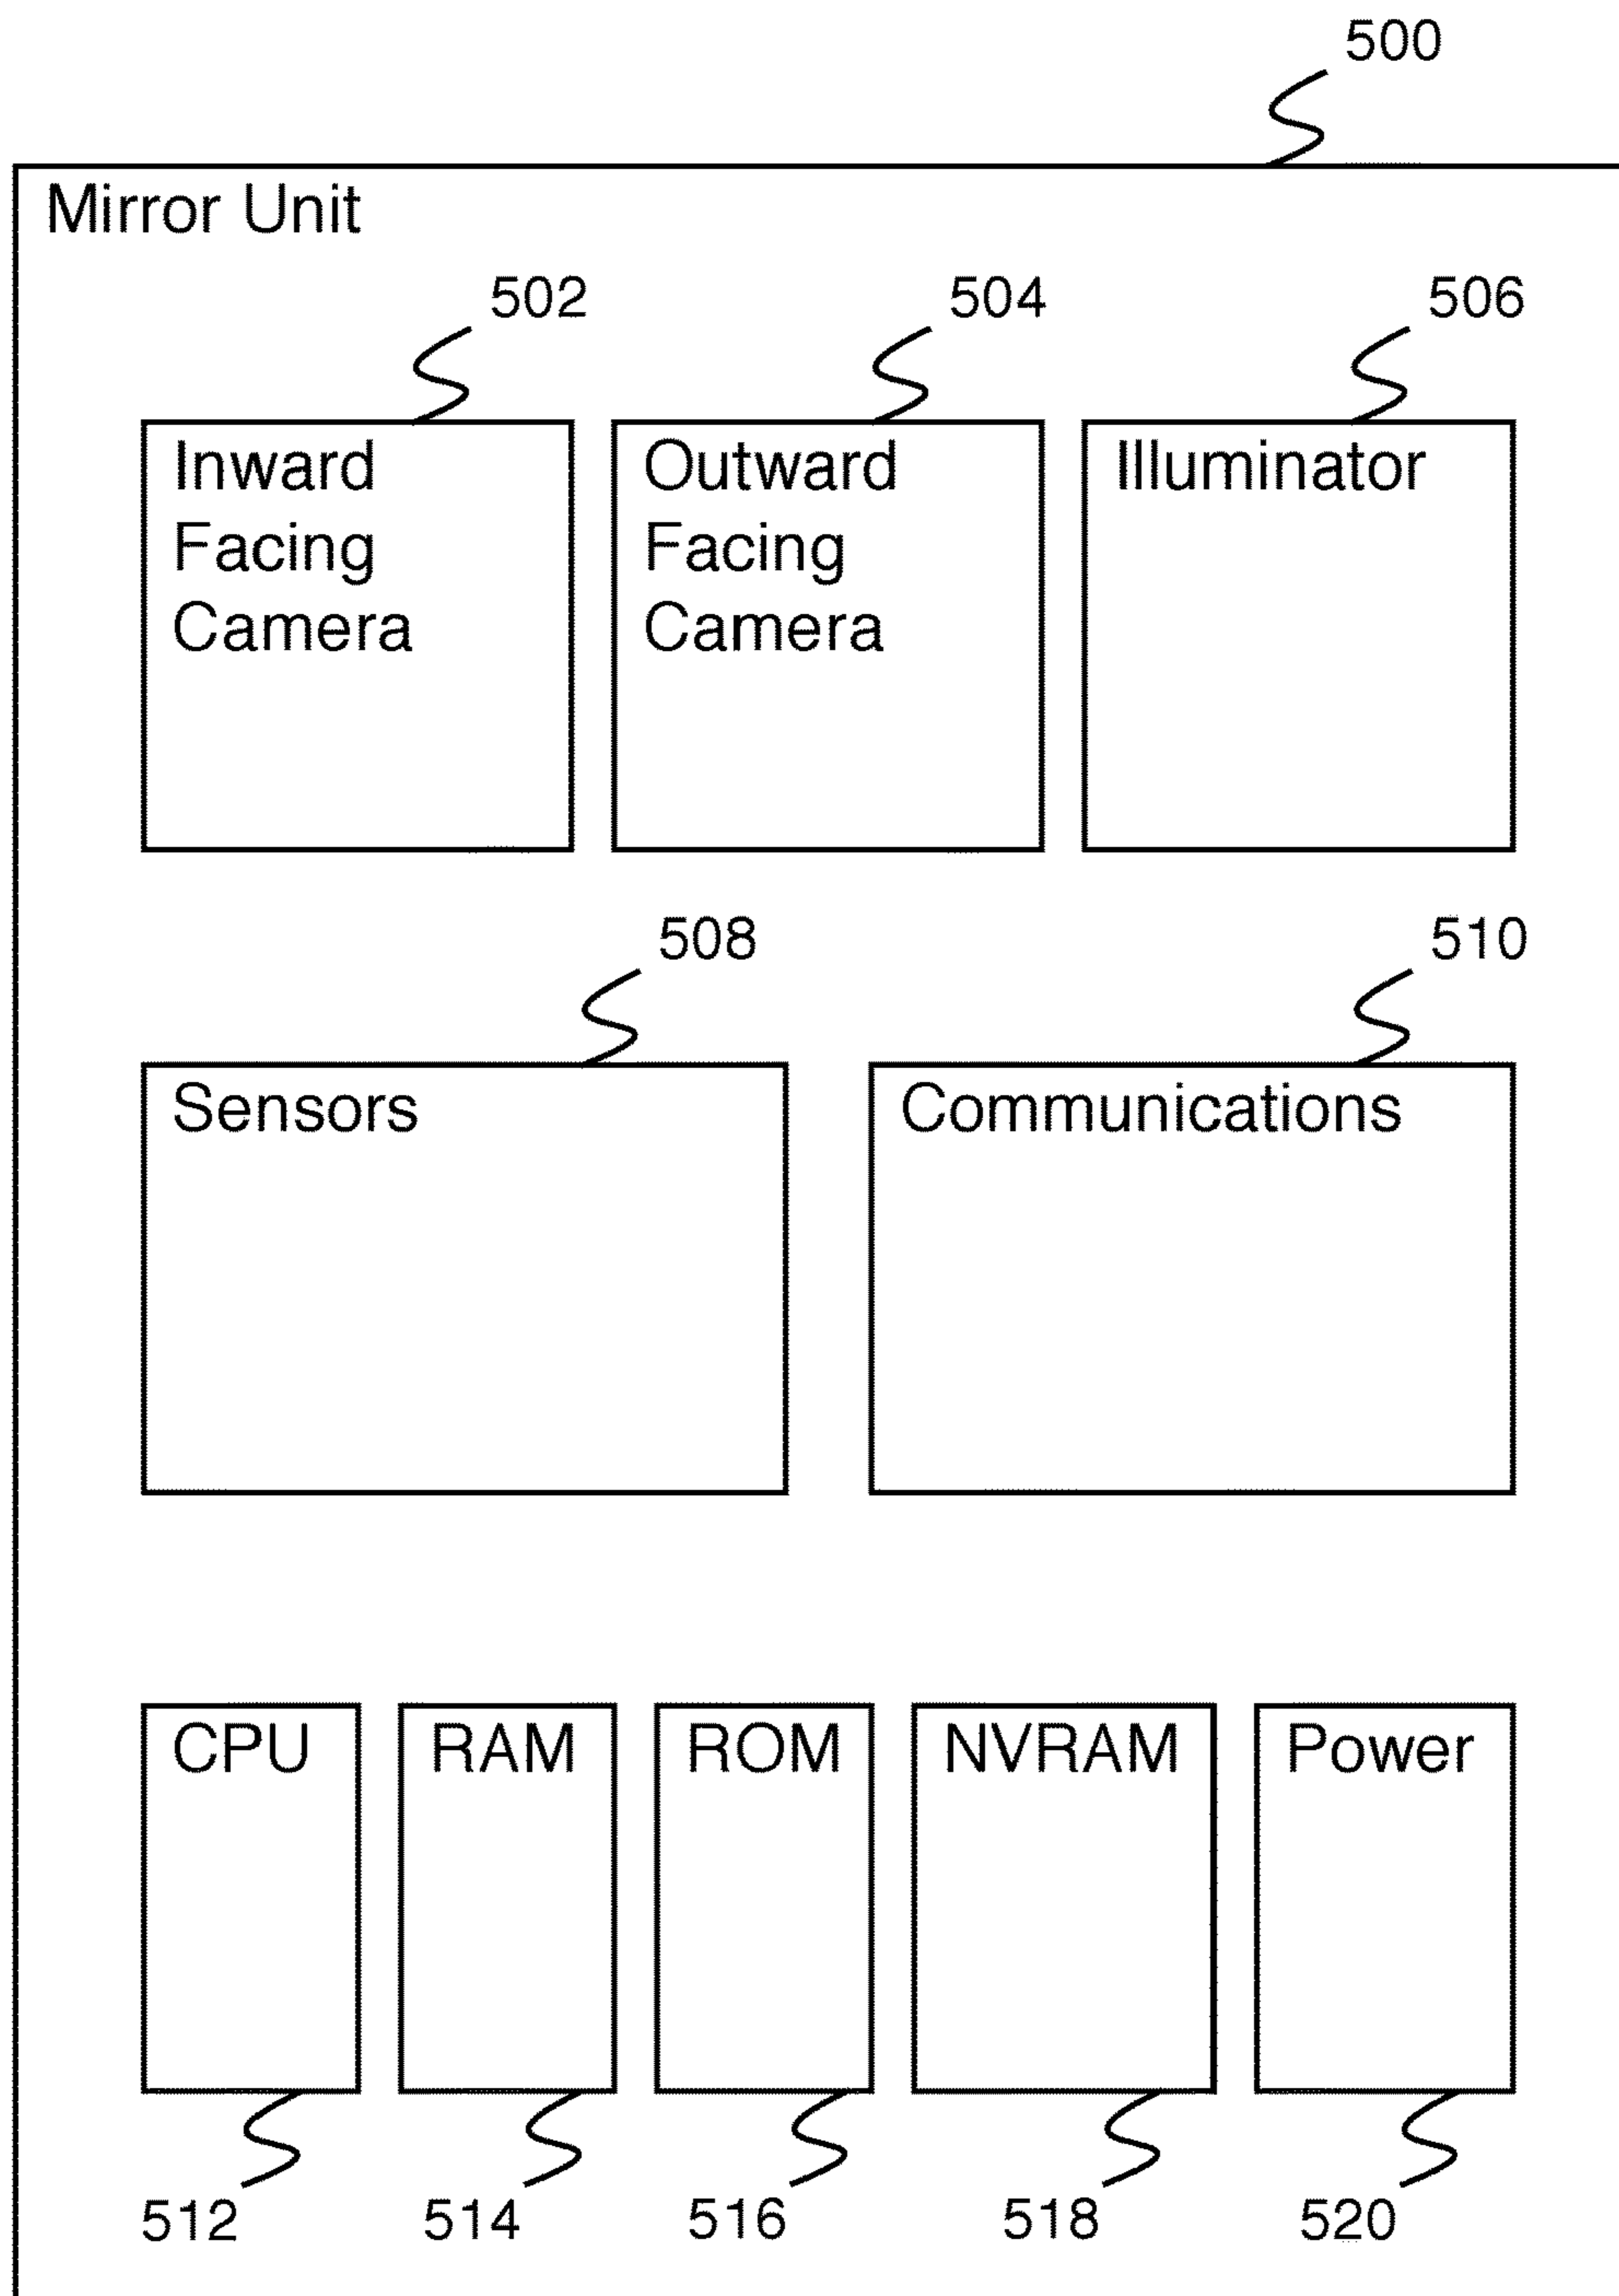 500
Mirror Unit
502
504
506
Inward
Facing
Camera
Outward
Facing
Camera
Illuminator
508
510
Sensors
Communications
CPU
RAM
ROM
NVRAM
Power
512
514
516
518
520